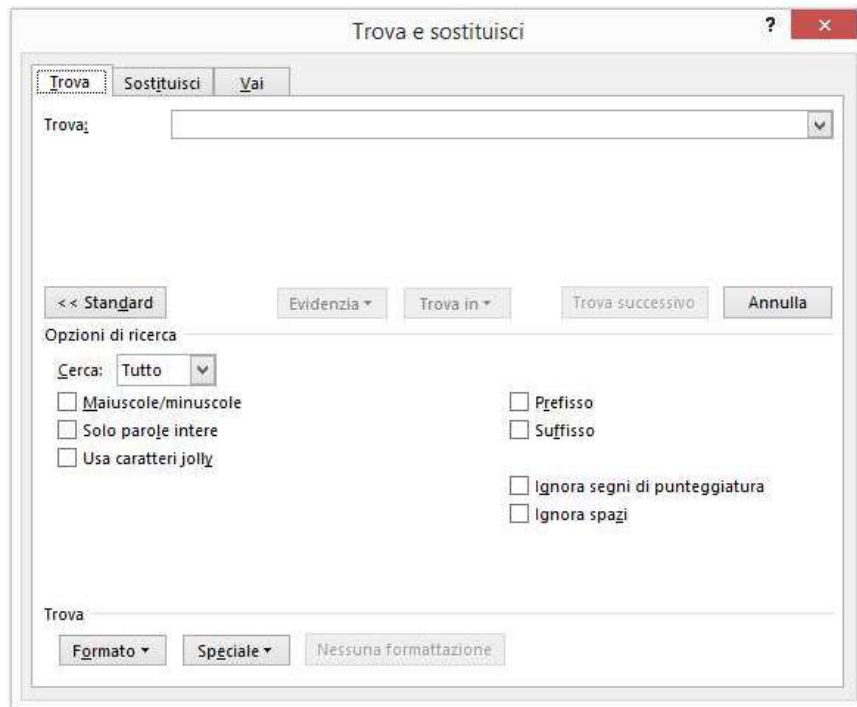 Trova e sostituisci ? ×
Trova Sostituisci Vai
Trova:
<< Standard Evidenzia Trova in Trova successivo Annulla
Opzioni di ricerca
Cerca: Tutto
Maiuscole/minuscole Prefisso
Solo parole intere Suffisso
Usa caratteri jolly
Ignora segni di punteggiatura
Ignora spazi
Trova
Formato Speciale Nessuna formattazione